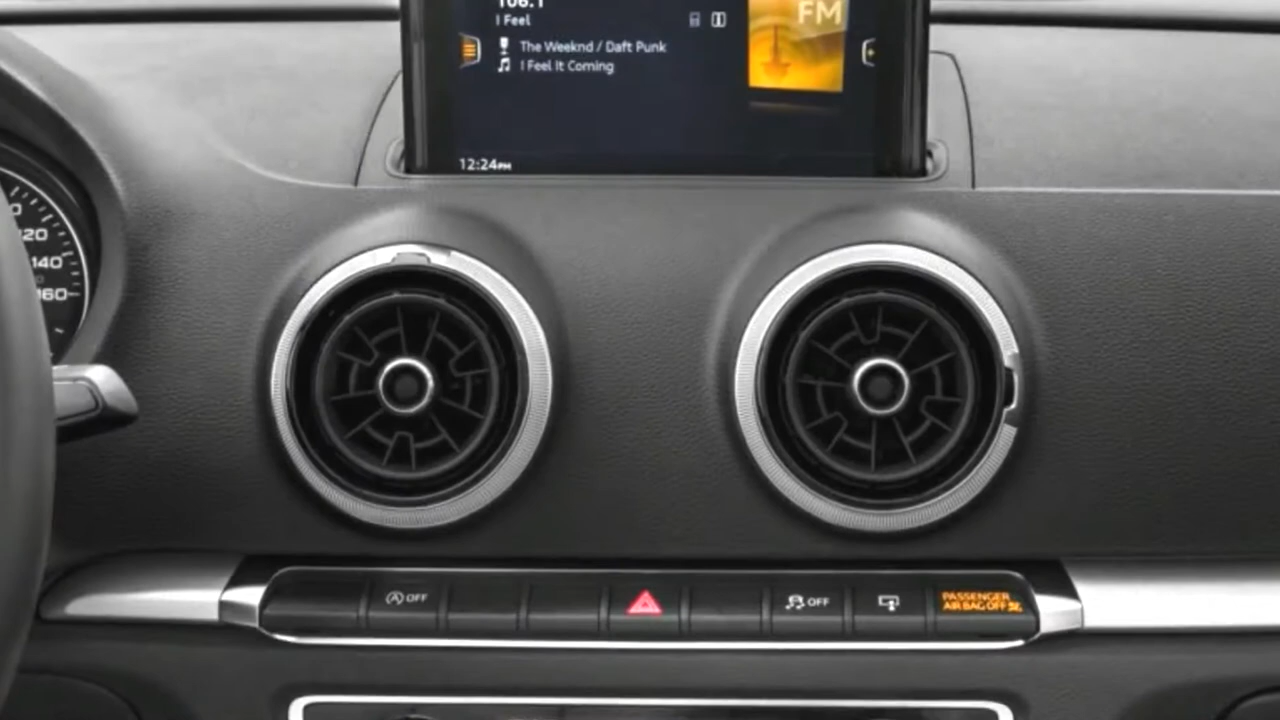 106.1
I Feel
FM
The Weeknd / Daft Punk
I Feel It Coming
12:24PM
120
140
160
OFF
OFF
PASSENGER
AIR BAG OFF